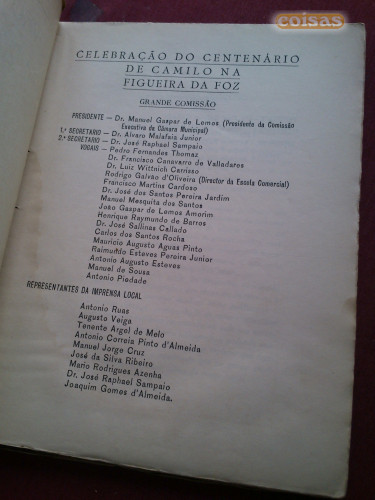 coisas
CELEBRAÇÃO DO CENTENÁRIO
DE CAMILO NA
FIGUEIRA DA FOZ
GRANDE COMISSÃO
PRESIDENTE — Dr. Manuel Gaspar de Lemos (Presidente da Comissão
Executiva da Câmara Municipal)
1.º SECRETARIO — Dr. Alvaro Malafaia Junior
2.º SECRETARIO — Dr. José Raphael Sampaio
VOGAIS — Pedro Fernandes Thomaz
Dr. Francisco Canavarro de Valladares
Dr. Luiz Wittnich Carrisso
Rodrigo Galvão d'Oliveira (Director da Escola Comercial)
Francisco Martins Cardoso
Dr. José dos Santos Pereira Jardim
Manuel Mesquita dos Santos
João Gaspar de Lemos Amorim
Henrique Raymundo de Barros
Dr. José Sallinas Callado
Carlos dos Santos Rocha
Mauricio Augusto Aguas Pinto
Raimundo Esteves Pereira Junior
Antonio Augusto Esteves
Manuel de Sousa
Antonio Piedade
REPRESENTANTES DA IMPRENSA LOCAL
Antonio Ruas
Augusto Veiga
Tenente Argel de Melo
Antonio Correia Pinto d'Almeida
Manuel Jorge Cruz
José da Silva Ribeiro
Mario Rodrigues Azenha
Dr. José Raphael Sampaio
Joaquim Gomes d'Almeida.